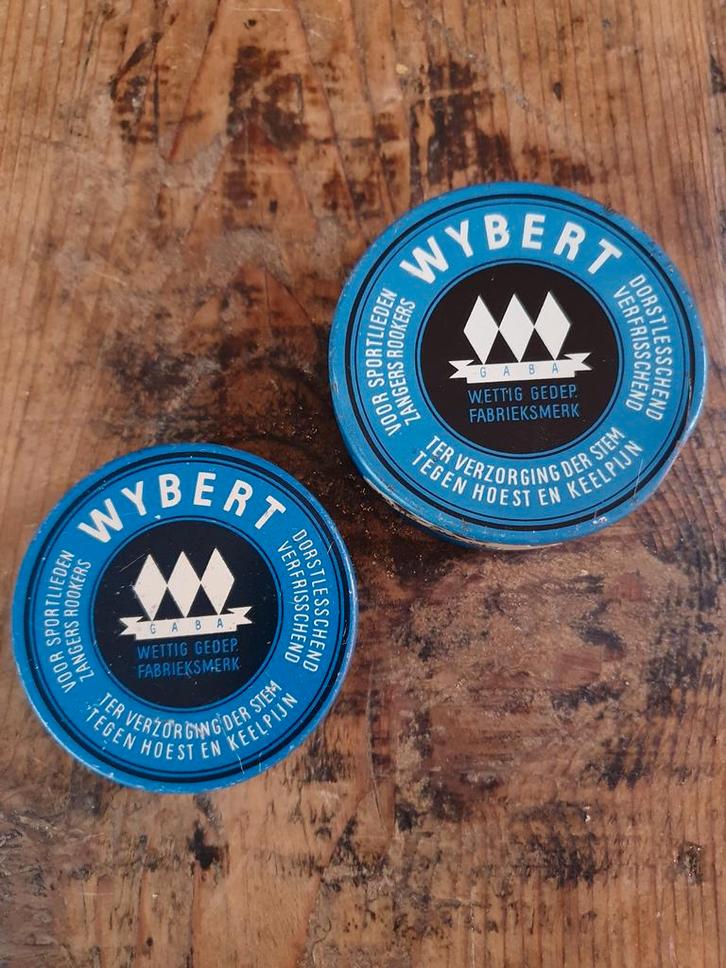 WYBERT
VOOR SPORTLIEDEN
ZANGERS ROOKERS
DORSTLESSCHEND
VERFRISSCHEND
GABA
WETTIG GEDEP.
FABRIEKSMERK
TER VERZORGING DER STEM
TEGEN HOEST EN KEELPIJN
WYBERT
VOOR SPORTLIEDEN
ZANGERS ROOKERS
DORSTLESSCHEND
VERFRISSCHEND
GABA
WETTIG GEDEP.
FABRIEKSMERK
TER VERZORGING DER STEM
TEGEN HOEST EN KEELPIJN